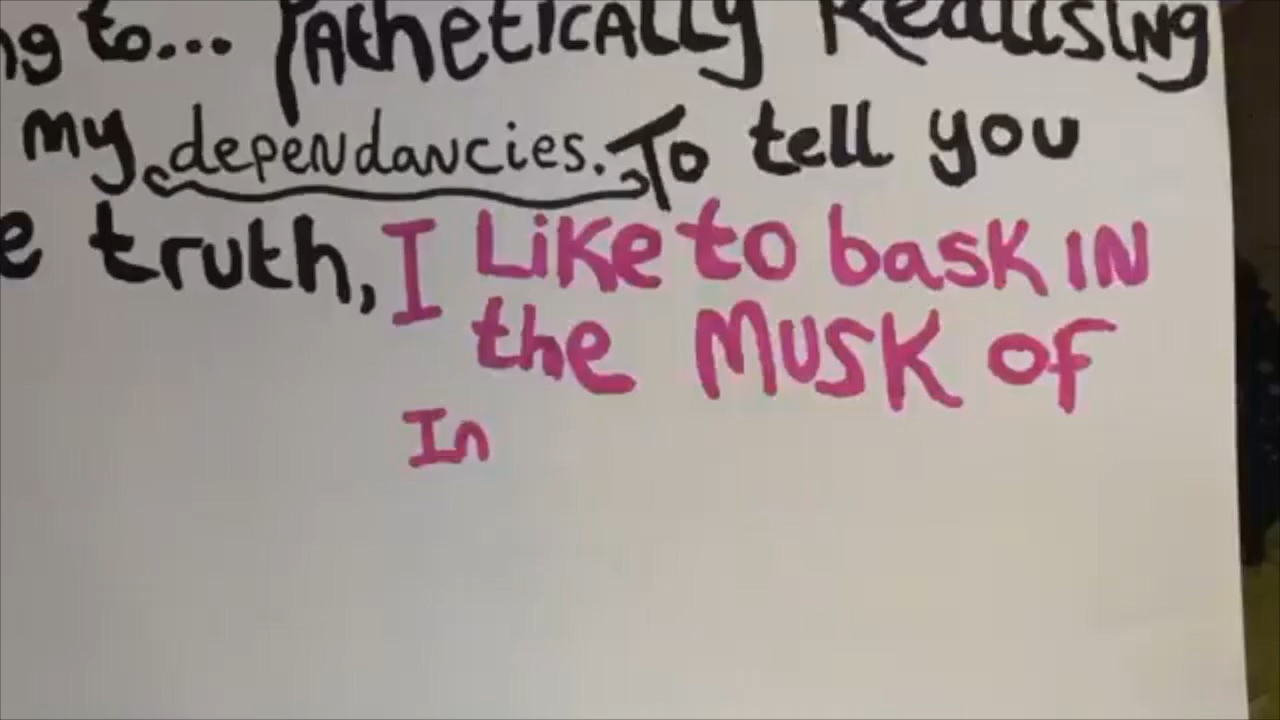 ng to... PAthetICALLy ReALISING
my dependancies. To tell you
e truth, I LIKe to bask IN
the MUSK of
In